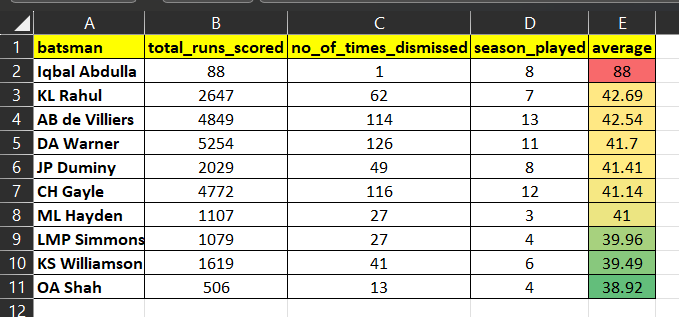 A B C D E
1 batsman total_runs_scored no_of_times_dismissed season_played average
2 Iqbal Abdulla 88 1 8 88
3 KL Rahul 2647 62 7 42.69
4 AB de Villiers 4849 114 13 42.54
5 DA Warner 5254 126 11 41.7
6 JP Duminy 2029 49 8 41.41
7 CH Gayle 4772 116 12 41.14
8 ML Hayden 1107 27 3 41
9 LMP Simmons 1079 27 4 39.96
10 KS Williamson 1619 41 6 39.49
11 OA Shah 506 13 4 38.92
12